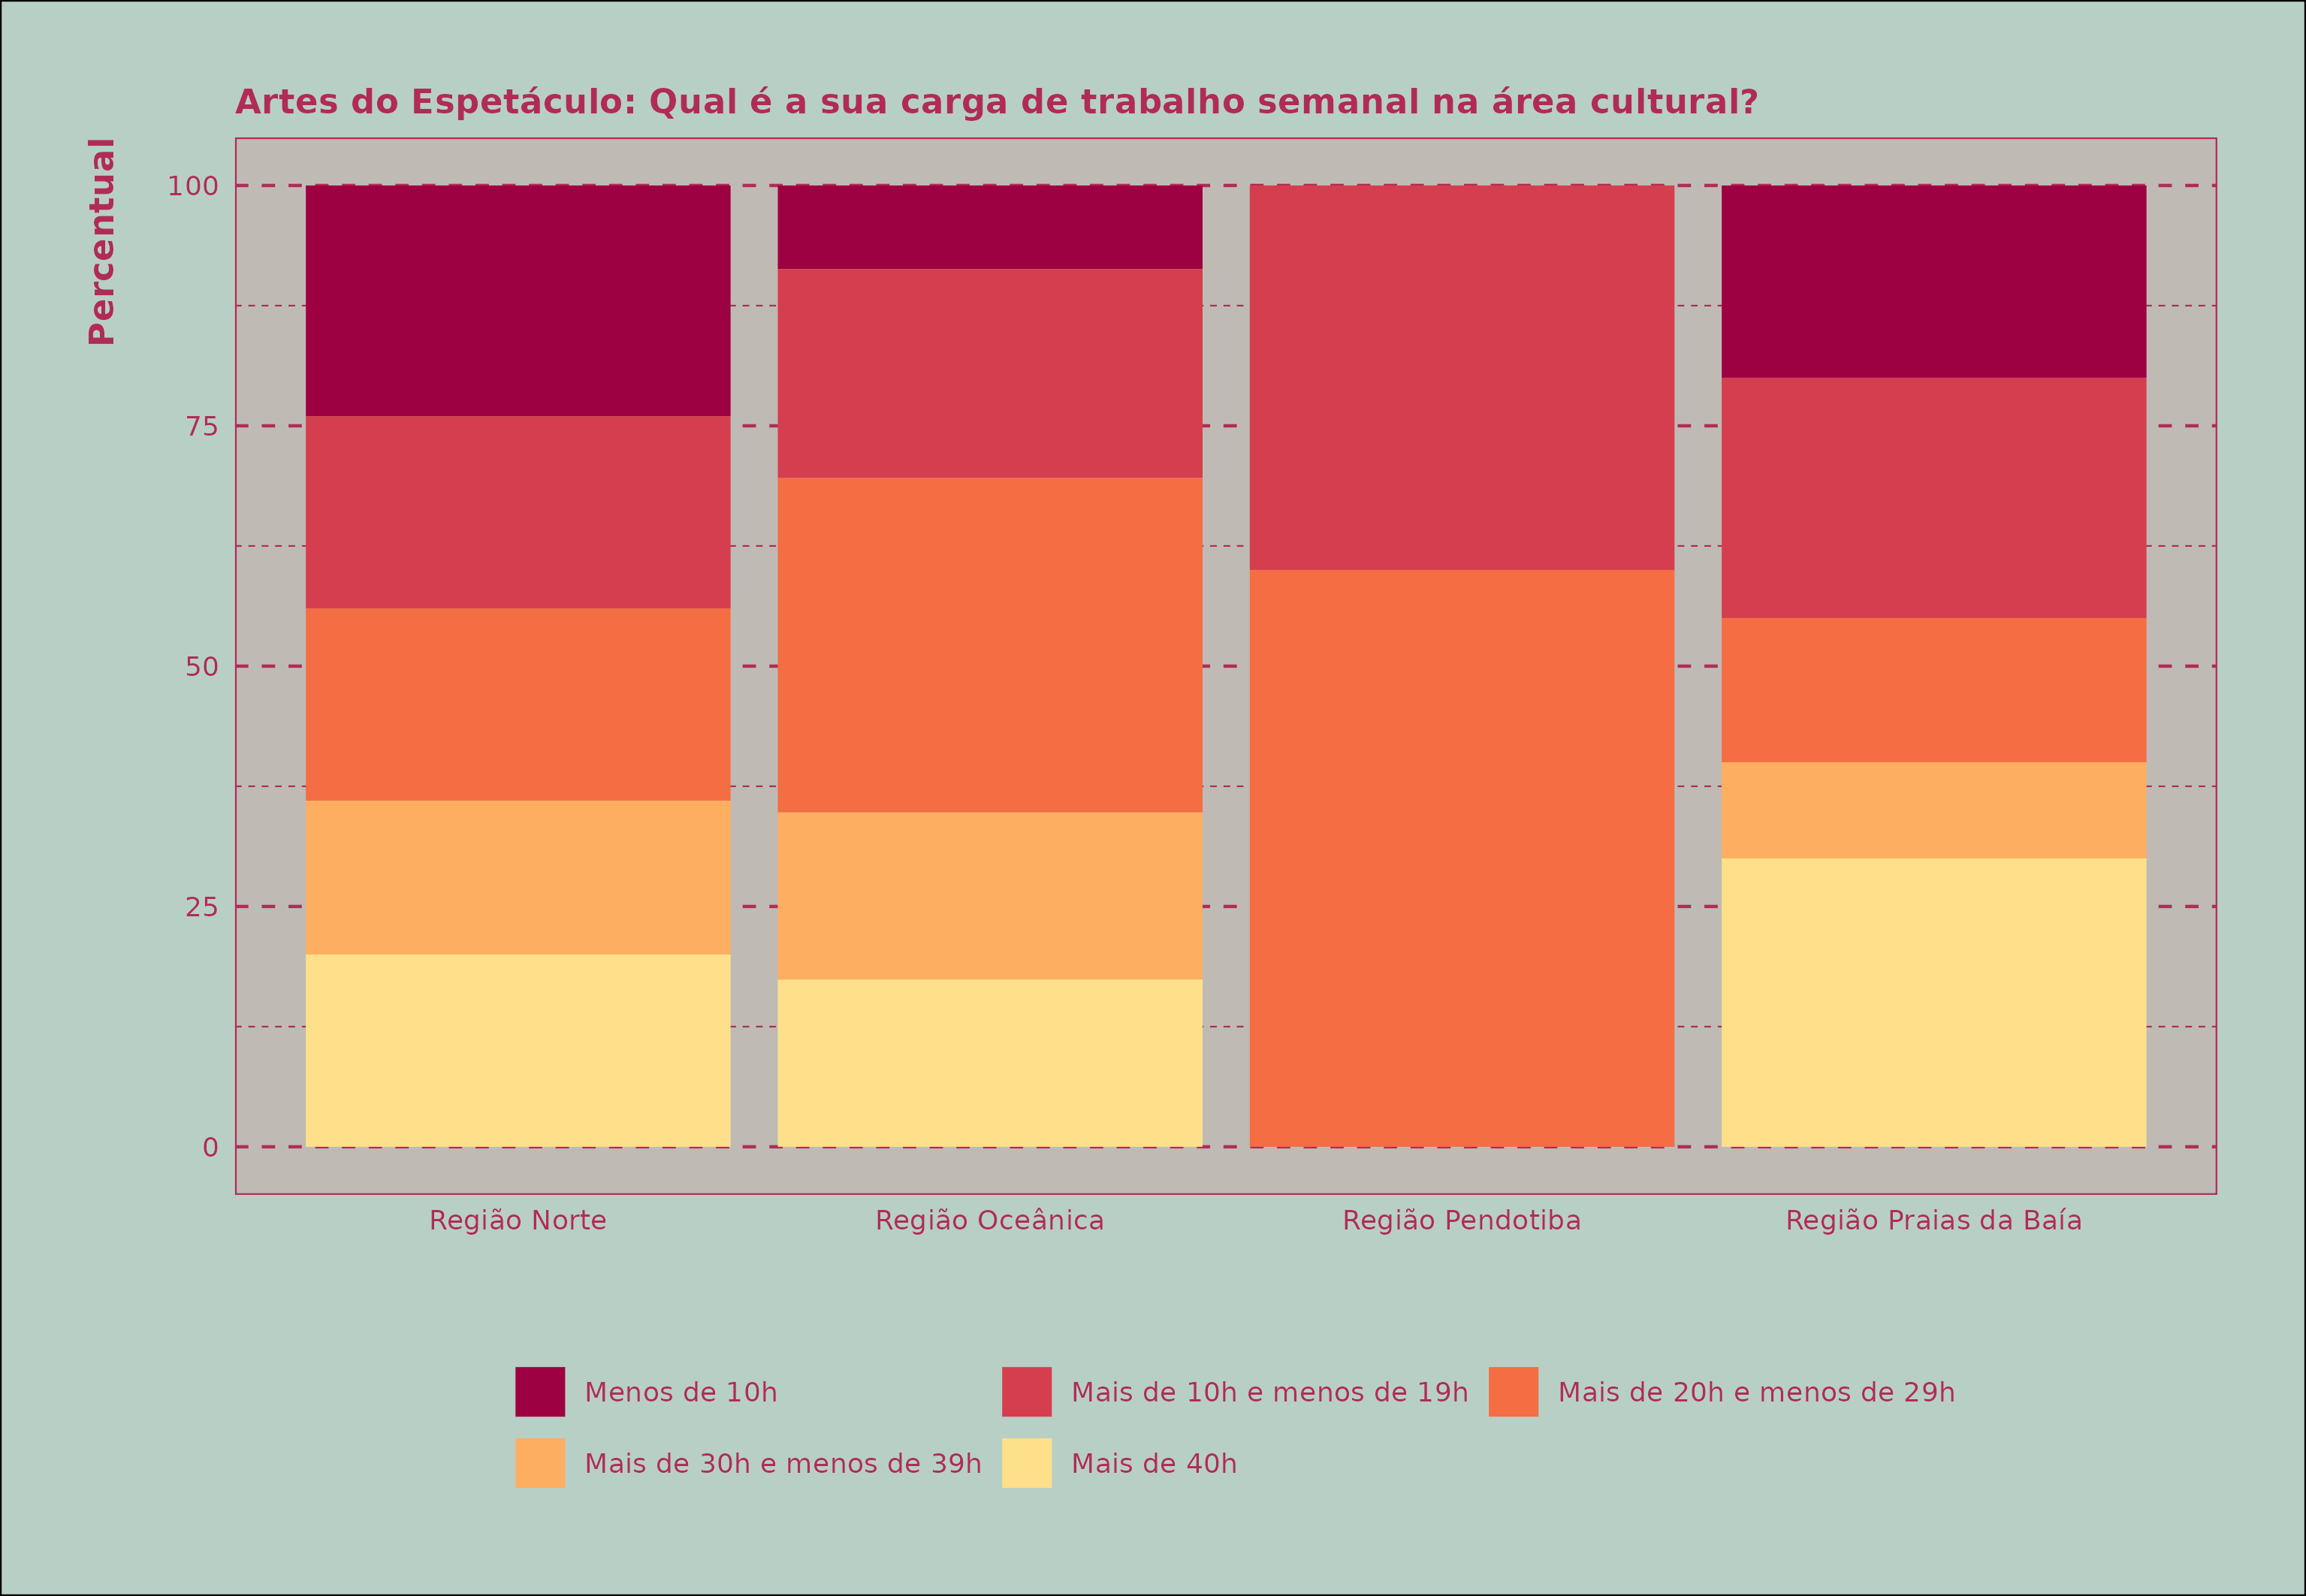 Artes do Espetáculo: Qual é a sua carga de trabalho semanal na área cultural?
Percentual
100
75
50
25
0
Região Norte
Região Oceânica
Região Pendotiba
Região Praias da Baía
Menos de 10h
Mais de 10h e menos de 19h
Mais de 20h e menos de 29h
Mais de 30h e menos de 39h
Mais de 40h